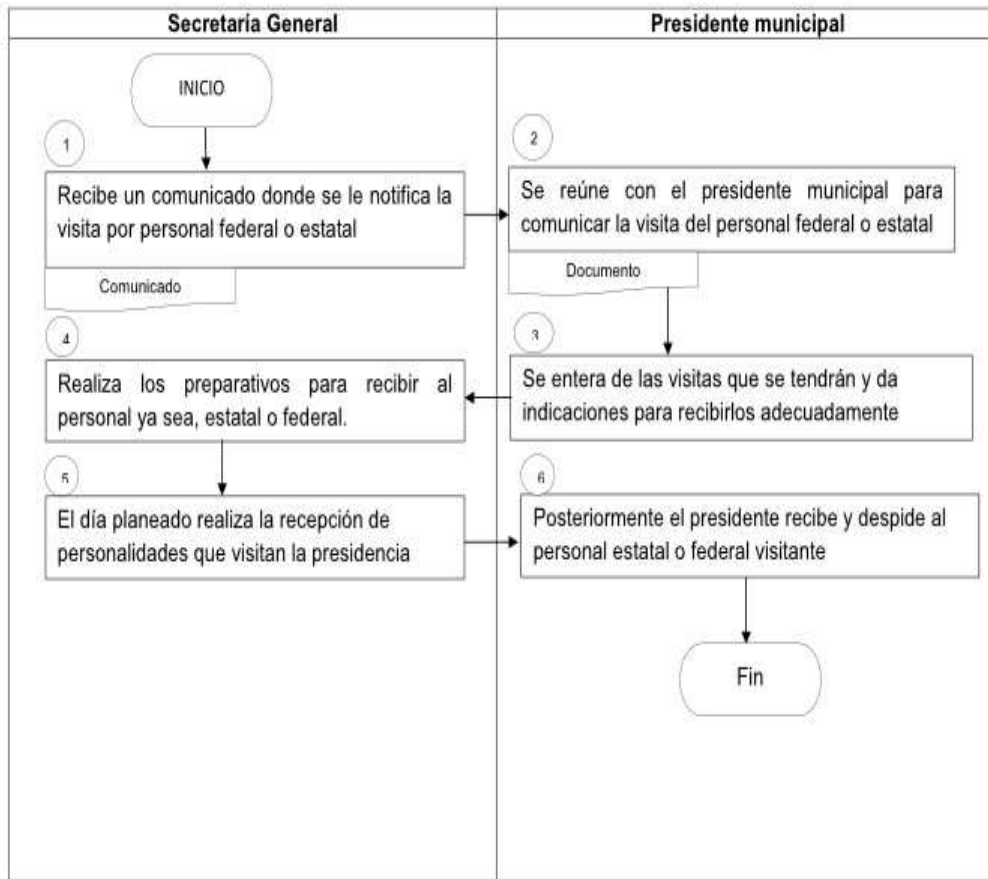 Secretaría General
Presidente municipal
INICIO
1
Recibe un comunicado donde se le notifica la
visita por personal federal o estatal
Comunicado
2
Se reúne con el presidente municipal para
comunicar la visita del personal federal o estatal
Documento
3
Se entera de las visitas que se tendrán y da
indicaciones para recibirlos adecuadamente
4
Realiza los preparativos para recibir al
personal ya sea, estatal o federal.
5
El día planeado realiza la recepción de
personalidades que visitan la presidencia
6
Posteriormente el presidente recibe y despide al
personal estatal o federal visitante
Fin